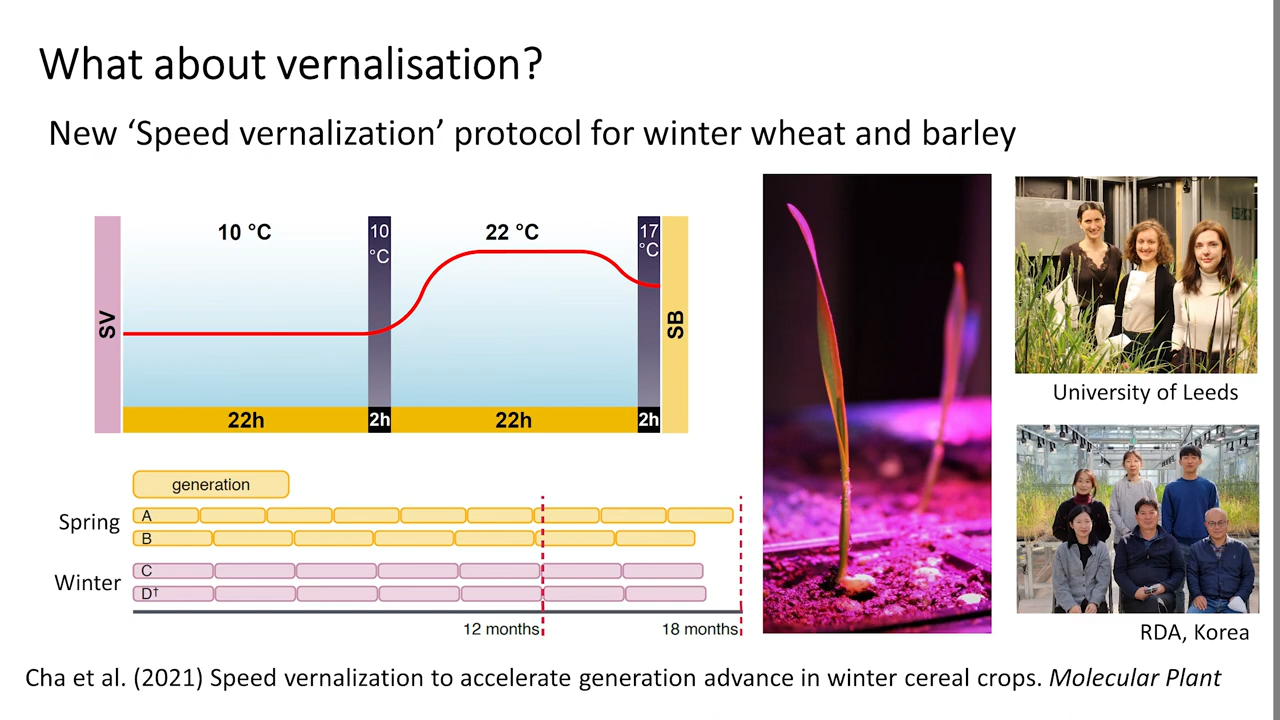 What about vernalisation?
New ‘Speed vernalization’ protocol for winter wheat and barley
SV
10 °C
10 °C
22 °C
17 °C
SB
22h
2h
22h
2h
University of Leeds
generation
Spring
A
B
Winter
C
D†
12 months
18 months
RDA, Korea
Cha et al. (2021) Speed vernalization to accelerate generation advance in winter cereal crops. Molecular Plant